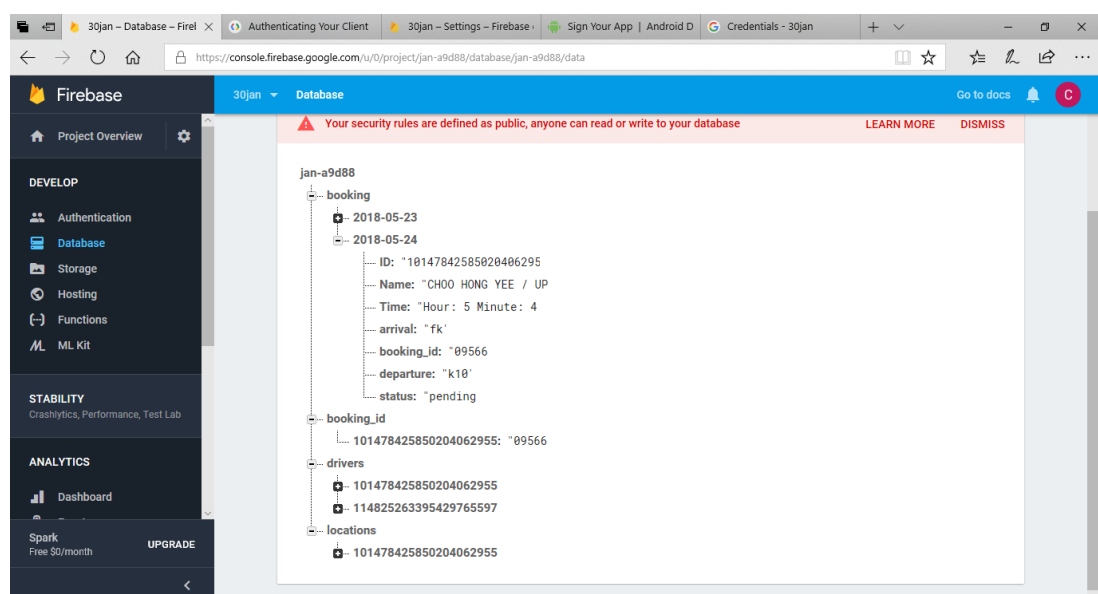 30jan – Database – Firel
Authenticating Your Client
30jan – Settings – Firebase
Sign Your App | Android D
Credentials - 30jan
https://console.firebase.google.com/u/0/project/jan-a9d88/database/jan-a9d88/data
Firebase
30jan
Database
Go to docs
C
Project Overview
Your security rules are defined as public, anyone can read or write to your database
LEARN MORE
DISMISS
DEVELOP
Authentication
Database
Storage
Hosting
Functions
ML Kit
STABILITY
Crashlytics, Performance, Test Lab
ANALYTICS
Dashboard
Spark
Free $0/month
UPGRADE
jan-a9d88
booking
2018-05-23
2018-05-24
ID: "10147842585020406295
Name: "CHOO HONG YEE / UP
Time: "Hour: 5 Minute: 4
arrival: "fk'
booking_id: "09566
departure: "k10'
status: "pending
booking_id
101478425850204062955: "09566
drivers
101478425850204062955
114825263395429765597
locations
101478425850204062955